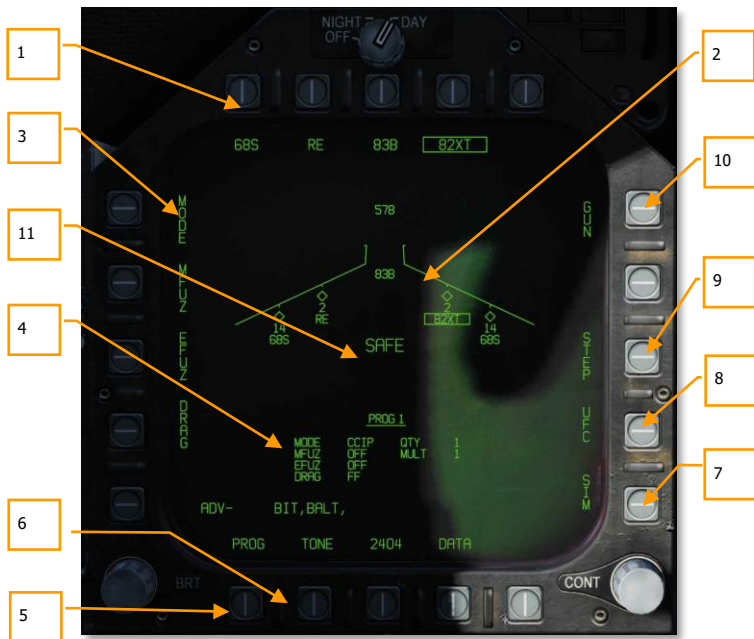 NIGHT DAY
OFF
1
2
3
68S RE 83B 82XT
10
MODE
578
GUN
11
83B
MFUZ
2 2
9
14 RE 82XT 14
68S 68S
EFUZ
SAFE
STEP
4
8
DRAG
PROG 1
UFC
MODE CCIP QTY 1
MFUZ OFF MULT 1
EFUZ OFF
DRAG FF
7
SIM
6
ADV- BIT,BALT,
PROG TONE 2404 DATA
BRT
CONT
5